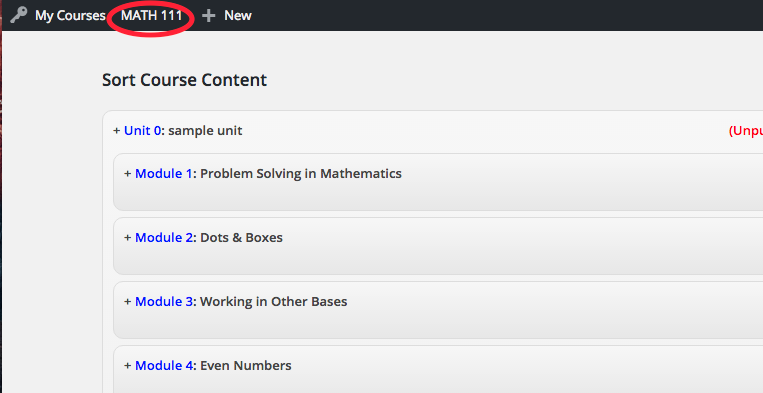 My Courses MATH 111 + New
Sort Course Content
+ Unit 0: sample unit (Unpu
+ Module 1: Problem Solving in Mathematics
+ Module 2: Dots & Boxes
+ Module 3: Working in Other Bases
+ Module 4: Even Numbers